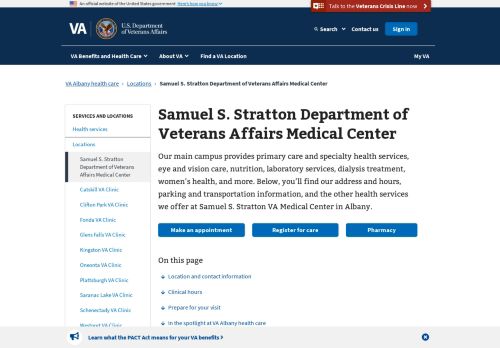 An official website of the United States government Here's how you know
Talk to the Veterans Crisis Line now
VA
U.S. Department
of Veterans Affairs
Search
Contact us
Sign in
VA Benefits and Health Care
About VA
Find a VA Location
My VA
VA Albany health care › Locations › Samuel S. Stratton Department of Veterans Affairs Medical Center
SERVICES AND LOCATIONS
Health services
Locations
Samuel S. Stratton
Department of Veterans
Affairs Medical Center
Catskill VA Clinic
Clifton Park VA Clinic
Fonda VA Clinic
Glens Falls VA Clinic
Kingston VA Clinic
Oneonta VA Clinic
Plattsburgh VA Clinic
Saranac Lake VA Clinic
Schenectady VA Clinic
Westport VA Clinic
Samuel S. Stratton Department of
Veterans Affairs Medical Center
Our main campus provides primary care and specialty health services,
eye and vision care, nutrition, laboratory services, dialysis treatment,
women's health, and more. Below, you'll find our address and hours,
parking and transportation information, and the other health services
we offer at Samuel S. Stratton VA Medical Center in Albany.
Make an appointment
Register for care
Pharmacy
On this page
Location and contact information
Clinical hours
Prepare for your visit
In the spotlight at VA Albany health care
Learn what the PACT Act means for your VA benefits